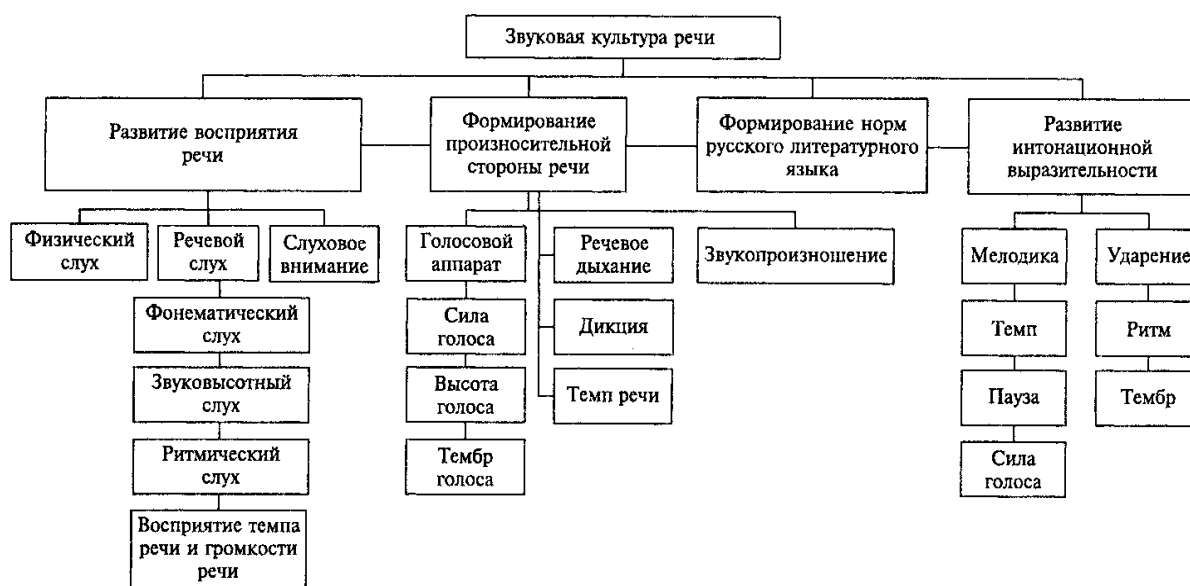 Звуковая культура речи
Развитие восприятия
речи
Формирование
произносительной
стороны речи
Формирование норм
русского литературного
языка
Развитие
интонационной
выразительности
Физический
слух
Речевой
слух
Слуховое
внимание
Фонематический
слух
Звуковысотный
слух
Ритмический
слух
Восприятие темпа
речи и громкости
речи
Голосовой
аппарат
Сила
голоса
Высота
голоса
Тембр
голоса
Речевое
дыхание
Дикция
Темп речи
Звукопроизношение
Мелодика
Темп
Пауза
Сила
голоса
Ударение
Ритм
Тембр